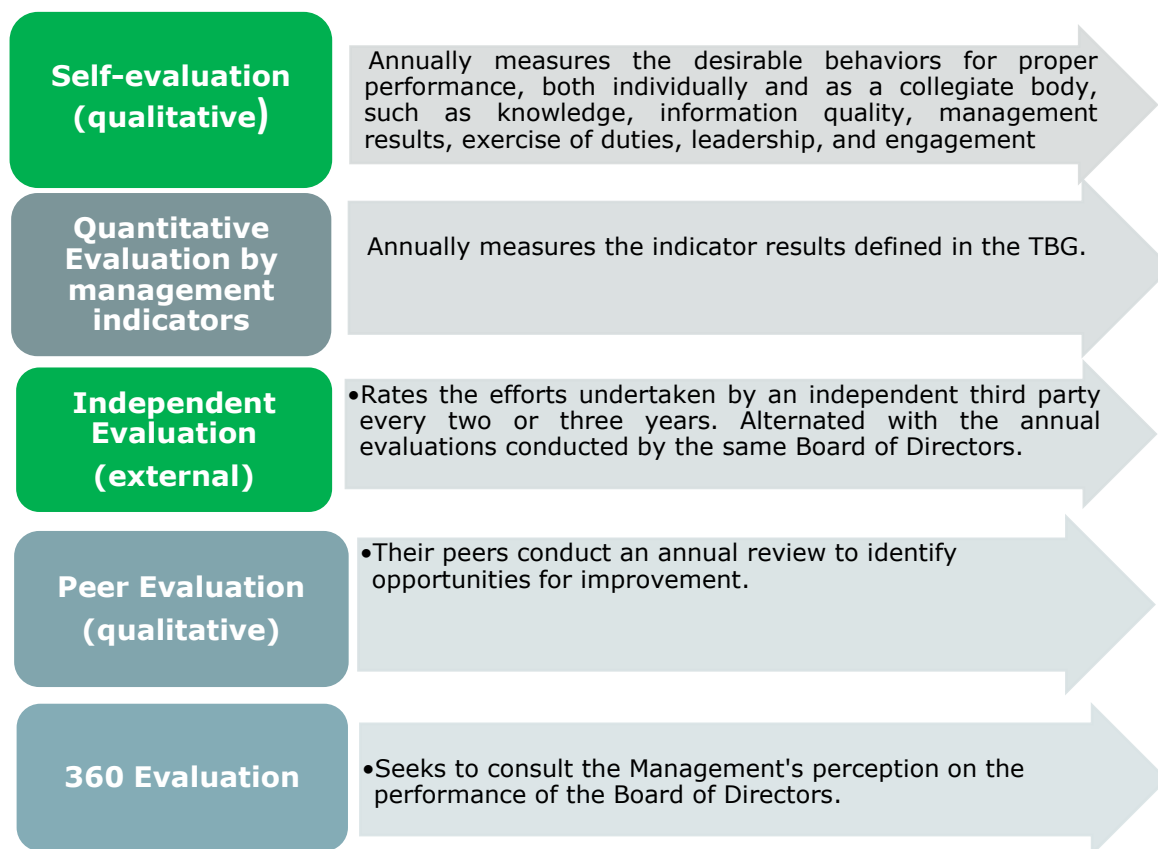 Self-evaluation
(qualitative)
Annually measures the desirable behaviors for proper
performance, both individually and as a collegiate body,
such as knowledge, information quality, management
results, exercise of duties, leadership, and engagement
Quantitative
Evaluation by
management
indicators
Annually measures the indicator results defined in the TBG.
Independent
Evaluation
(external)
•Rates the efforts undertaken by an independent third party
every two or three years. Alternated with the annual
evaluations conducted by the same Board of Directors.
Peer Evaluation
(qualitative)
•Their peers conduct an annual review to identify
opportunities for improvement.
360 Evaluation
•Seeks to consult the Management's perception on the
performance of the Board of Directors.